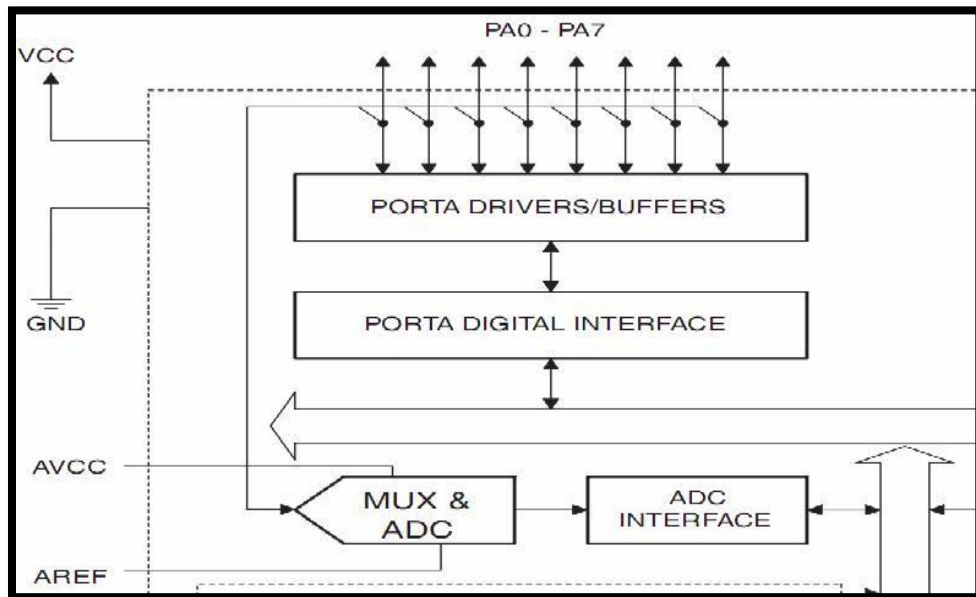 PA0 - PA7
VCC
PORTA DRIVERS/BUFFERS
GND
PORTA DIGITAL INTERFACE
AVCC
MUX &
ADC
ADC
INTERFACE
AREF